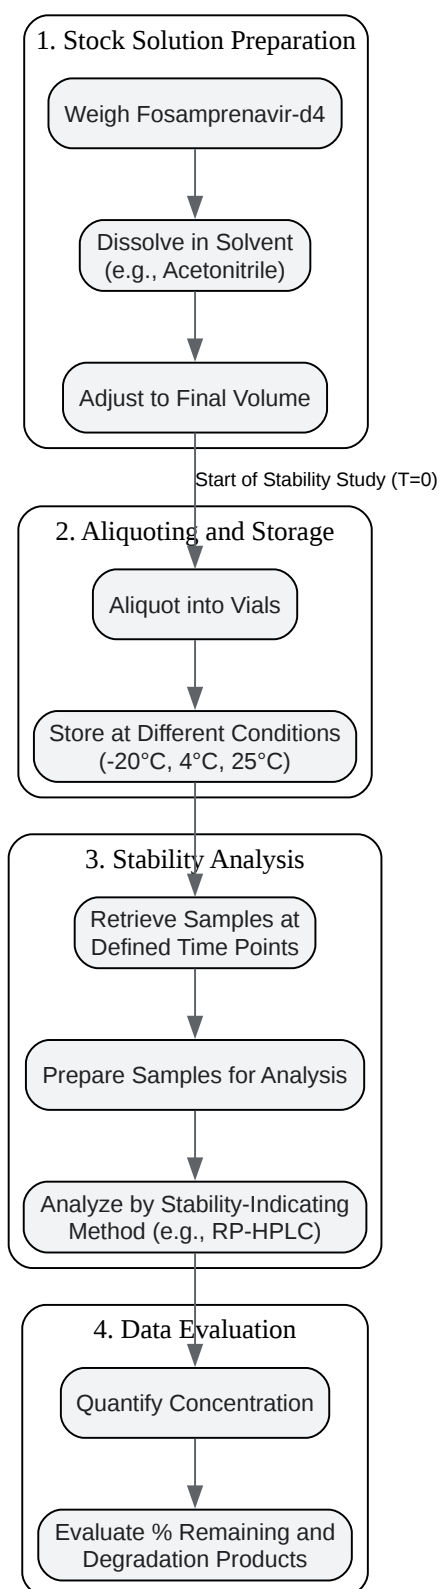 1. Stock Solution Preparation
Weigh Fosamprenavir-d4
Dissolve in Solvent
(e.g., Acetonitrile)
Adjust to Final Volume
Start of Stability Study (T=0)
2. Aliquoting and Storage
Aliquot into Vials
Store at Different Conditions
(-20°C, 4°C, 25°C)
3. Stability Analysis
Retrieve Samples at
Defined Time Points
Prepare Samples for Analysis
Analyze by Stability-Indicating
Method (e.g., RP-HPLC)
4. Data Evaluation
Quantify Concentration
Evaluate % Remaining and
Degradation Products